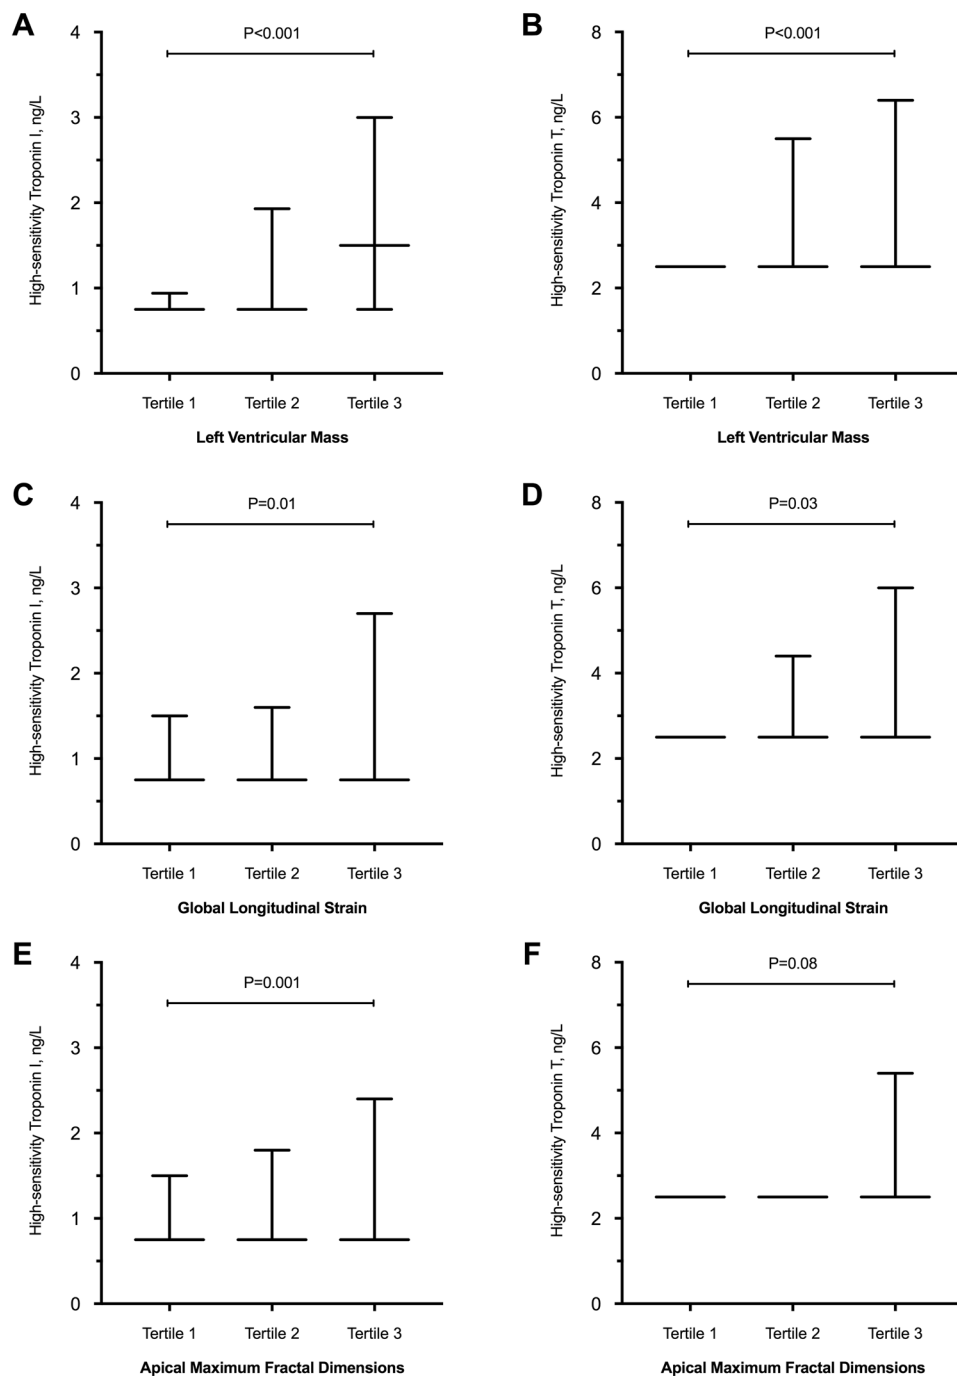 A
P<0.001
High-sensitivity Troponin I, ng/L
4
3
2
1
0
Tertile 1 Tertile 2 Tertile 3
Left Ventricular Mass
B
P<0.001
High-sensitivity Troponin T, ng/L
8
6
4
2
0
Tertile 1 Tertile 2 Tertile 3
Left Ventricular Mass
C
P=0.01
High-sensitivity Troponin I, ng/L
4
3
2
1
0
Tertile 1 Tertile 2 Tertile 3
Global Longitudinal Strain
D
P=0.03
High-sensitivity Troponin T, ng/L
8
6
4
2
0
Tertile 1 Tertile 2 Tertile 3
Global Longitudinal Strain
E
P=0.001
High-sensitivity Troponin I, ng/L
4
3
2
1
0
Tertile 1 Tertile 2 Tertile 3
Apical Maximum Fractal Dimensions
F
P=0.08
High-sensitivity Troponin T, ng/L
8
6
4
2
0
Tertile 1 Tertile 2 Tertile 3
Apical Maximum Fractal Dimensions